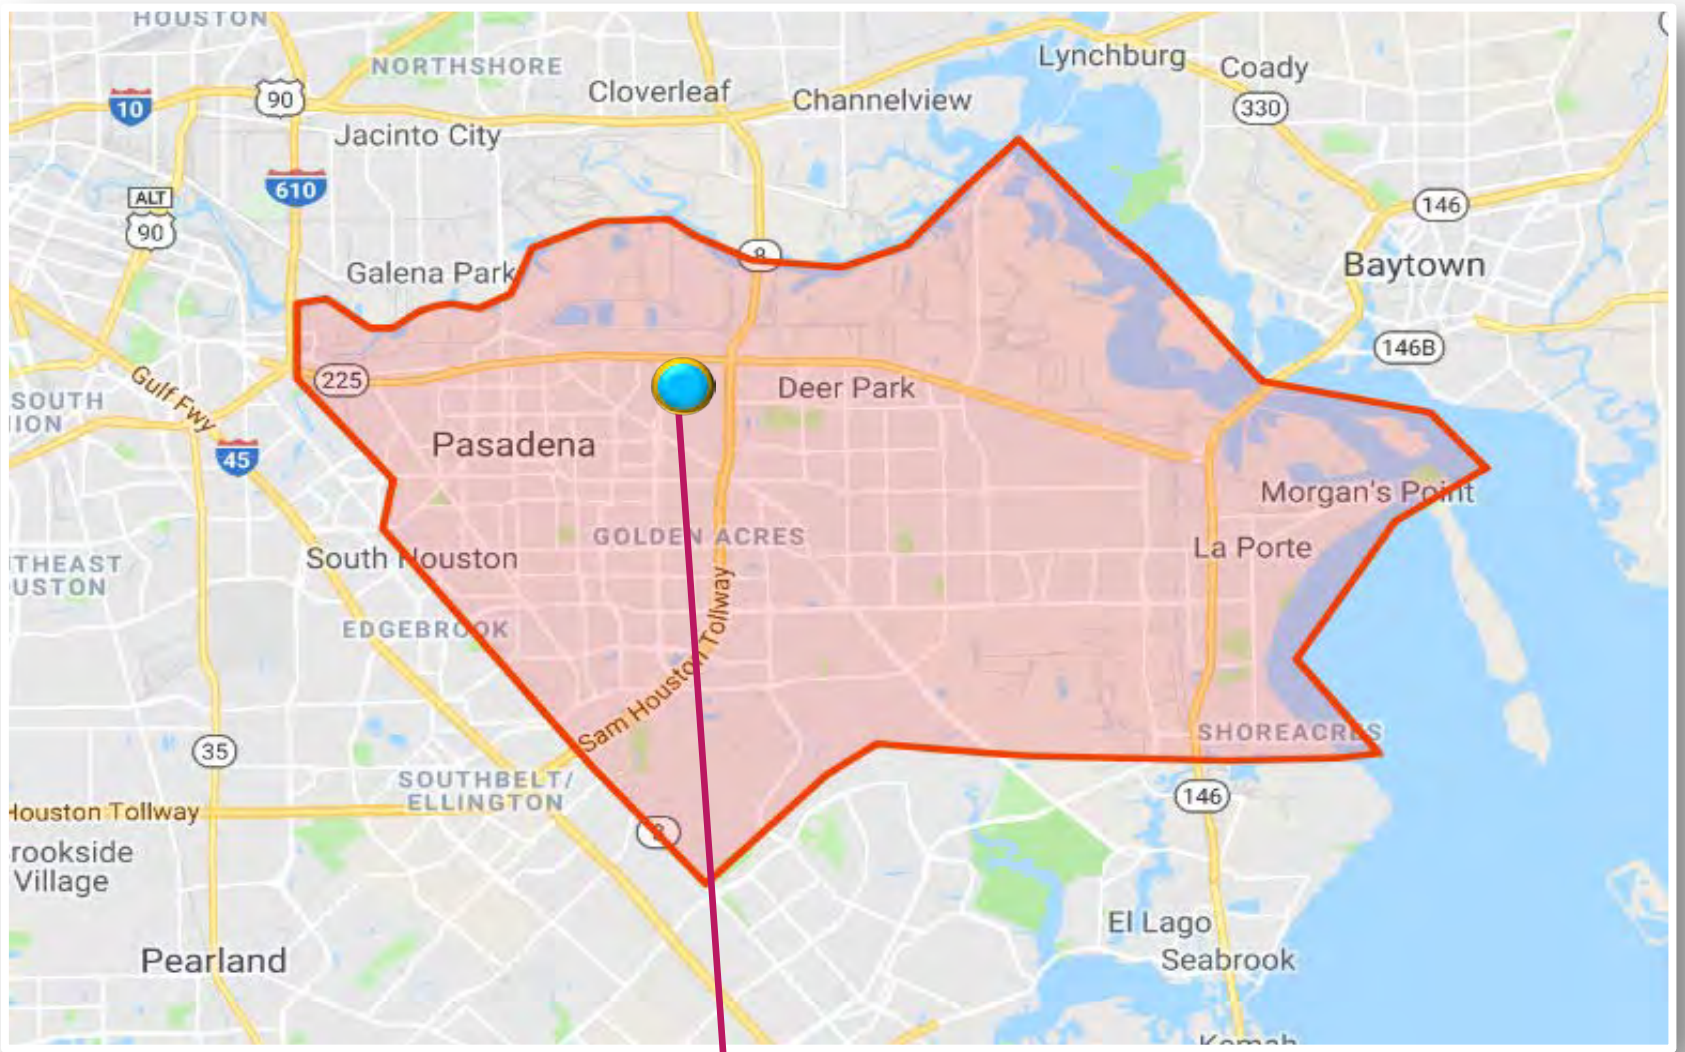 HOUSTON
NORTHSHORE
Lynchburg
Coady
Cloverleaf
Channelview
90
10
330
Jacinto City
610
ALT
90
146
8
Baytown
Galena Park
146B
225
Deer Park
Gulf Fwy
SOUTH
ION
Pasadena
45
Morgan's Point
GOLDEN ACRES
La Porte
South Houston
THEAST
USTON
EDGEBROOK
Sam Houston Tollway
SHOREACRES
35
SOUTHBELT/
ELLINGTON
146
Houston Tollway
8
rookside
Village
El Lago
Pearland
Seabrook
Kemah